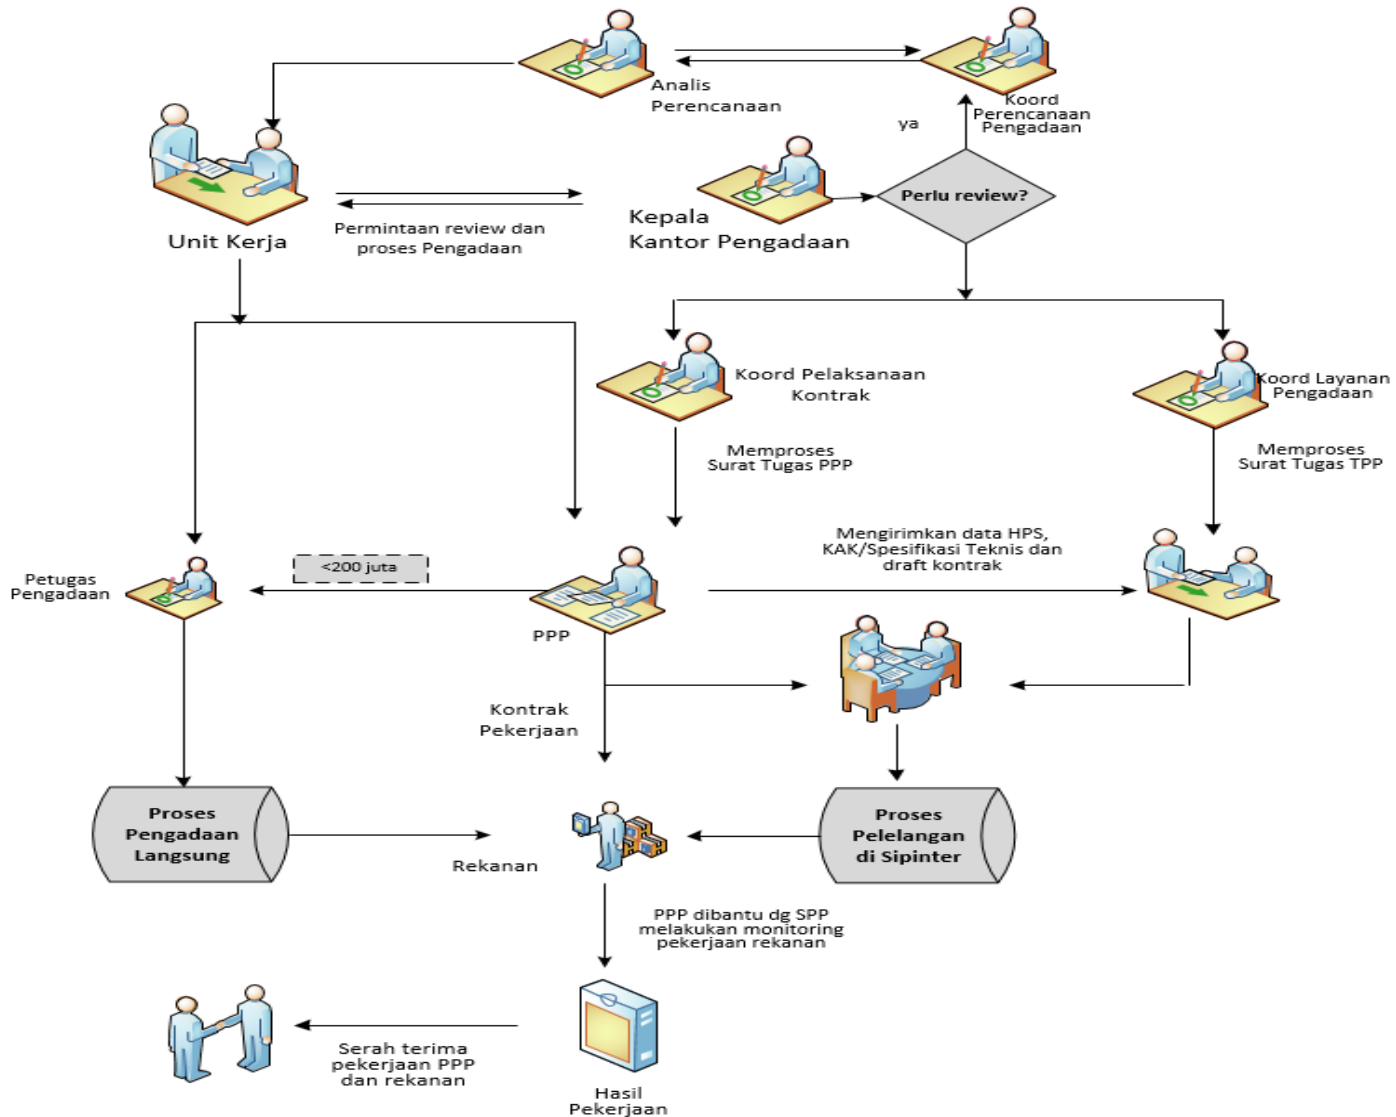 Analis
Perencanaan
Koord
Perencanaan
Pengadaan
ya
Perlu review?
Kepala
Kantor Pengadaan
Unit Kerja
Permintaan review dan
proses Pengadaan
Koord Pelaksanaan
Kontrak
Koord Layanan
Pengadaan
Memproses
Surat Tugas PPP
Memproses
Surat Tugas TPP
Mengirimkan data HPS,
KAK/Spesifikasi Teknis dan
draft kontrak
<200 juta
Petugas
Pengadaan
PPP
Kontrak
Pekerjaan
Proses
Pengadaan
Langsung
Rekanan
Proses
Pelelangan
di Sipinter
PPP dibantu dg SPP
melakukan monitoring
pekerjaan rekanan
Serah terima
pekerjaan PPP
dan rekanan
Hasil
Pekerjaan